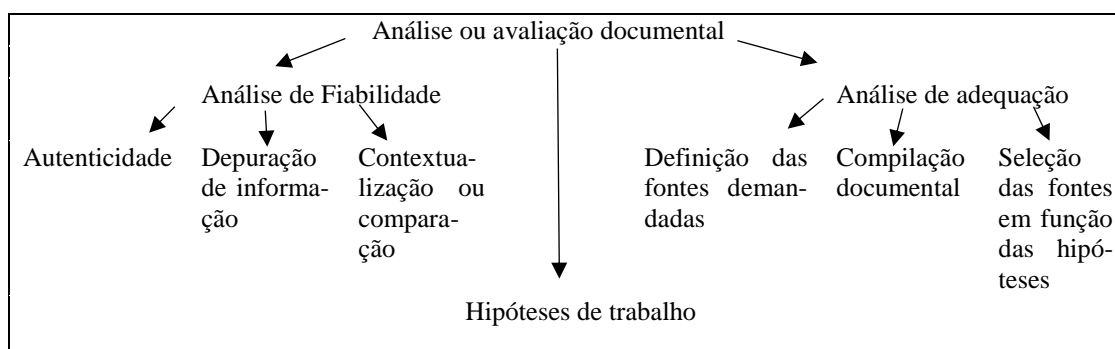 Análise ou avaliação documental
Análise de Fiabilidade
Análise de adequação
Autenticidade
Depuração
de informa-
ção
Contextua-
lização ou
compara-
ção
Definição das
fontes deman-
dadas
Compilação
documental
Seleção
das fontes
em função
das hipó-
teses
Hipóteses de trabalho